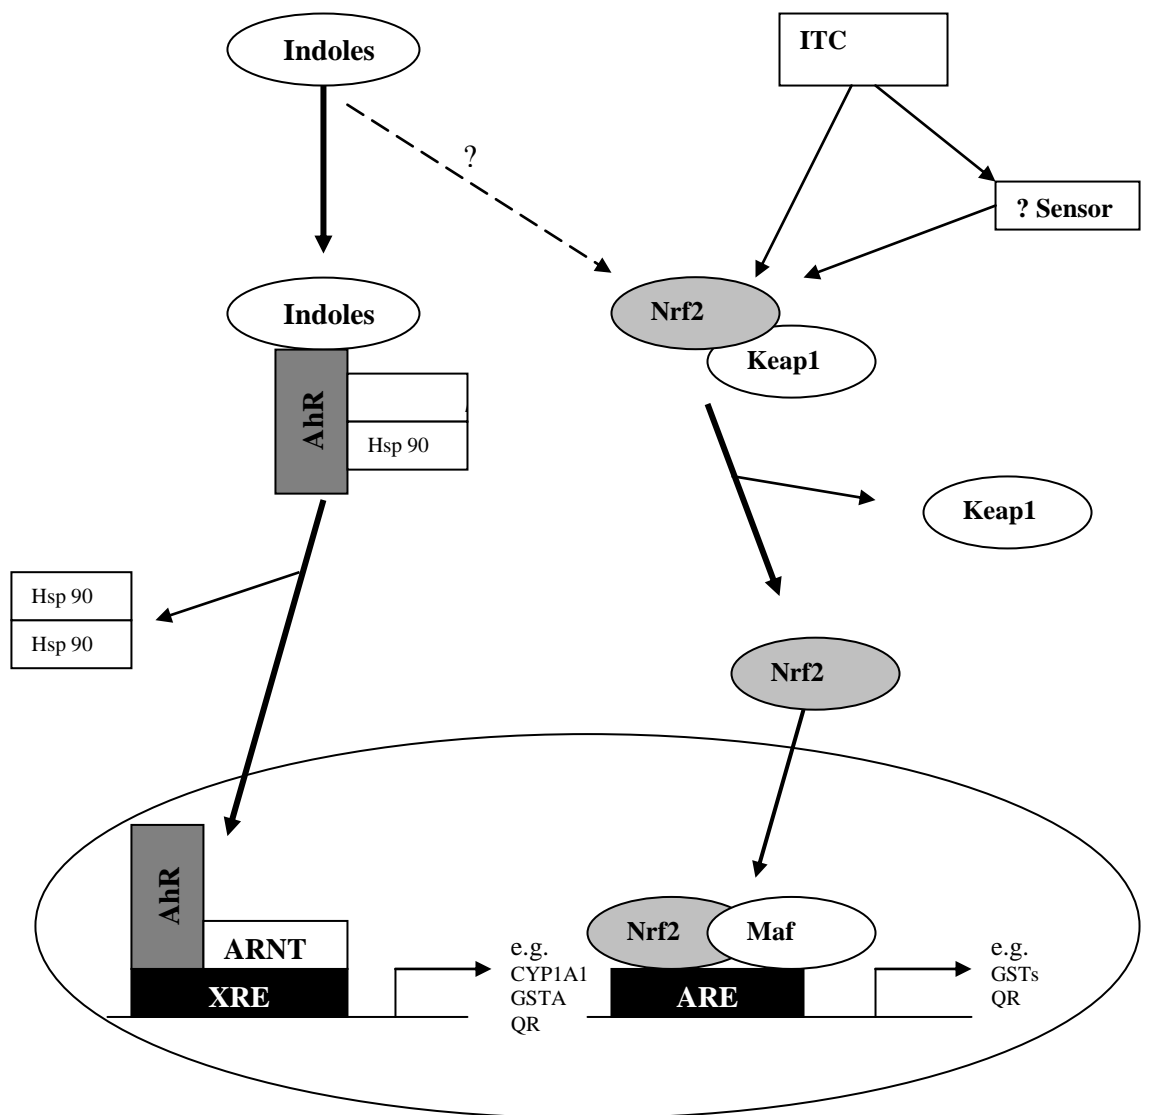 Indoles
ITC
?
? Sensor
Indoles
Nrf2
Keap1
AhR
Hsp 90
Keap1
Hsp 90
Hsp 90
Nrf2
AhR
ARNT
XRE
e.g.
CYP1A1
GSTA
QR
Nrf2
Maf
ARE
e.g.
GSTs
QR